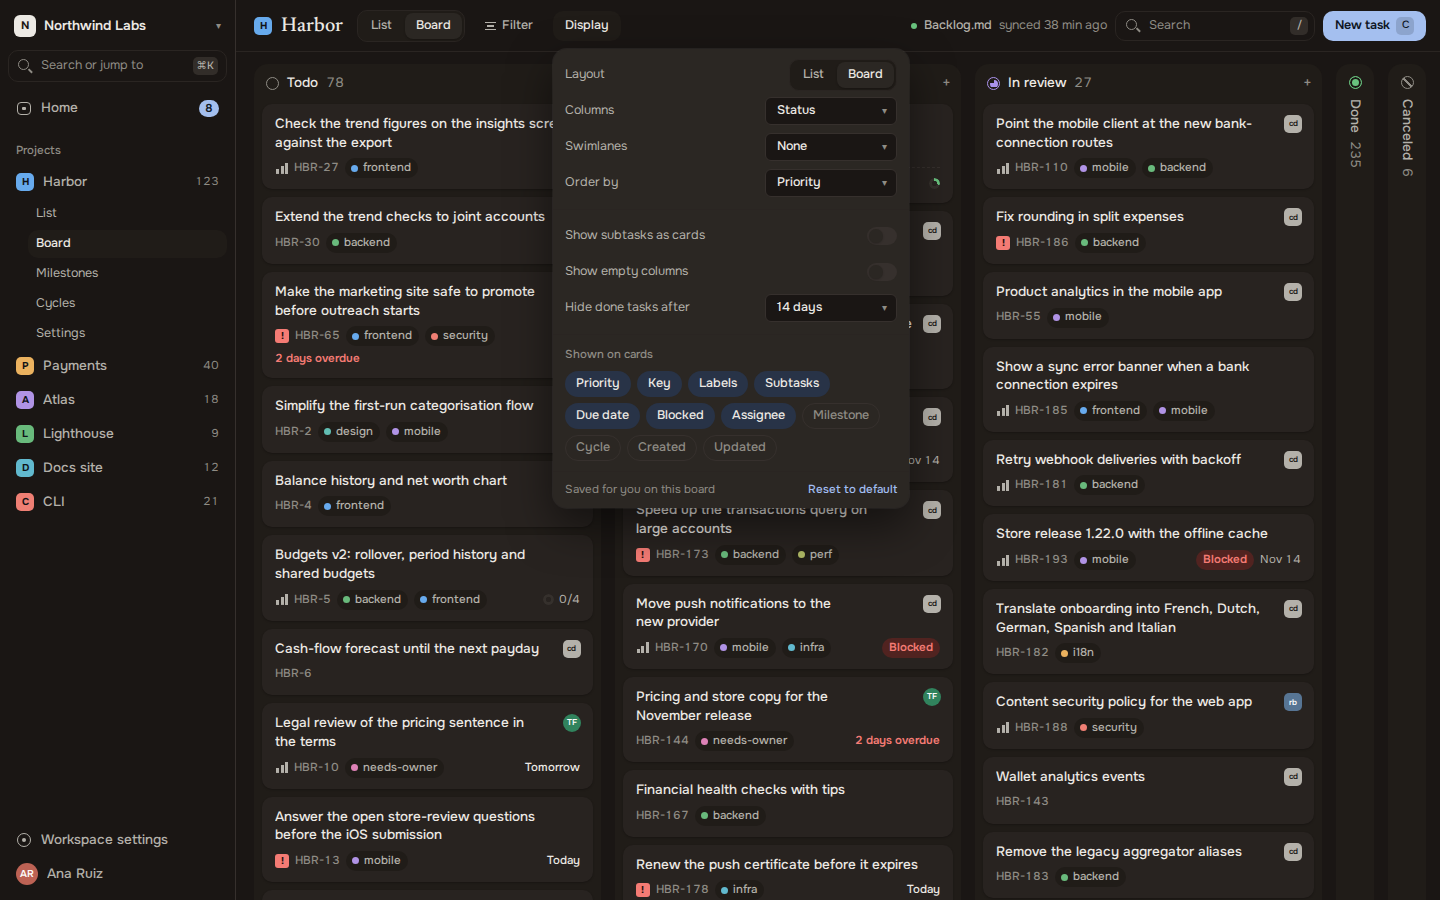 N Northwind Labs
Search or jump to ⌘K
Home 8
Projects
H Harbor 123
List
Board
Milestones
Cycles
Settings
P Payments 40
A Atlas 18
L Lighthouse 9
D Docs site 12
C CLI 21
Workspace settings
AR Ana Ruiz
H Harbor
List Board
Filter
Display
Backlog.md synced 38 min ago
Search /
New task C
Todo 78
Check the trend figures on the insights scre
against the export
HBR-27 frontend
Extend the trend checks to joint accounts
HBR-30 backend
Make the marketing site safe to promote
before outreach starts
! HBR-65 frontend security
2 days overdue
Simplify the first-run categorisation flow
HBR-2 design mobile
Balance history and net worth chart
HBR-4 frontend
Budgets v2: rollover, period history and
shared budgets
HBR-5 backend frontend 0/4
Cash-flow forecast until the next payday cd
HBR-6
Legal review of the pricing sentence in TF
the terms
HBR-10 needs-owner Tomorrow
Answer the open store-review questions
before the iOS submission
! HBR-13 mobile Today
Layout List Board
Columns Status
Swimlanes None
Order by Priority
Show subtasks as cards
Show empty columns
Hide done tasks after 14 days
Shown on cards
Priority Key Labels Subtasks
Due date Blocked Assignee Milestone
Cycle Created Updated
Saved for you on this board Reset to default
+
cd
e cd
cd
ov 14
Speed up the transactions query on cd
large accounts
! HBR-173 backend perf
Move push notifications to the cd
new provider
HBR-170 mobile infra Blocked
Pricing and store copy for the TF
November release
HBR-144 needs-owner 2 days overdue
Financial health checks with tips
HBR-167 backend
Renew the push certificate before it expires
! HBR-178 infra Today
In review 27 +
Point the mobile client at the new bank- cd
connection routes
HBR-110 mobile backend
Fix rounding in split expenses cd
! HBR-186 backend
Product analytics in the mobile app cd
HBR-55 mobile
Show a sync error banner when a bank
connection expires
HBR-185 frontend mobile
Retry webhook deliveries with backoff cd
HBR-181 backend
Store release 1.22.0 with the offline cache
HBR-193 mobile Blocked Nov 14
Translate onboarding into French, Dutch, cd
German, Spanish and Italian
HBR-182 i18n
Content security policy for the web app rb
HBR-188 security
Wallet analytics events cd
HBR-143
Remove the legacy aggregator aliases cd
HBR-183 backend
Done 235
Canceled 6